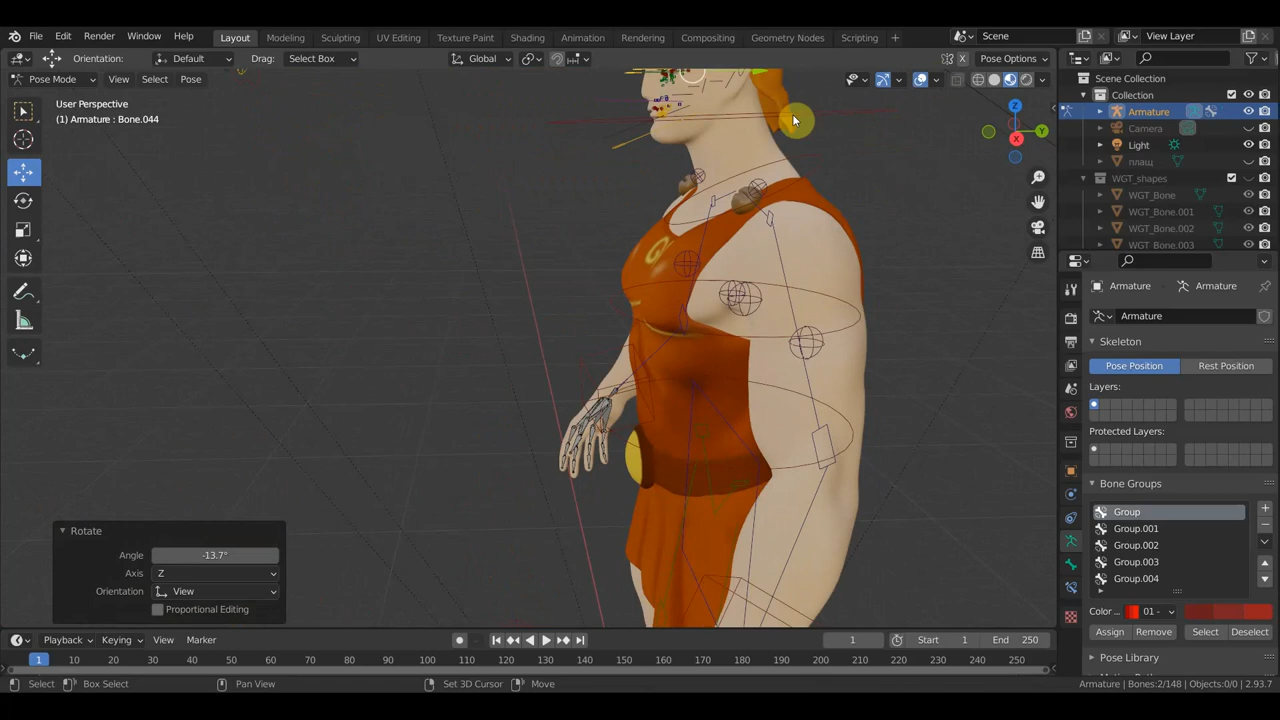 File Edit Render Window Help Layout Modeling Sculpting UV Editing Texture Paint Shading Animation Rendering Compositing Geometry Nodes Scripting + Scene View Layer
Orientation: Default Drag: Select Box Global Pose Options
Pose Mode View Select Pose
User Perspective
(1) Armature : Bone.044
Z
Y
X
Scene Collection
Collection
Armature
Camera
Light
плащ
WGT_shapes
WGT_Bone
WGT_Bone.001
WGT_Bone.002
WGT_Bone.003
Armature Armature
Armature
Skeleton
Pose Position Rest Position
Layers:
Protected Layers:
Bone Groups
Group
Group.001
Group.002
Group.003
Group.004
Color ... 01 -
Assign Remove Select Deselect
Pose Library
Rotate
Angle -13.7°
Axis Z
Orientation View
Proportional Editing
Playback Keying View Marker 1 Start 1 End 250
1 10 20 30 40 50 60 70 80 90 100 110 120 130 140 150 160 170 180 190 200 210 220 230 240 250
Select Box Select Pan View Set 3D Cursor Move Armature | Bones:2/148 | Objects:0/0 | 2.93.7